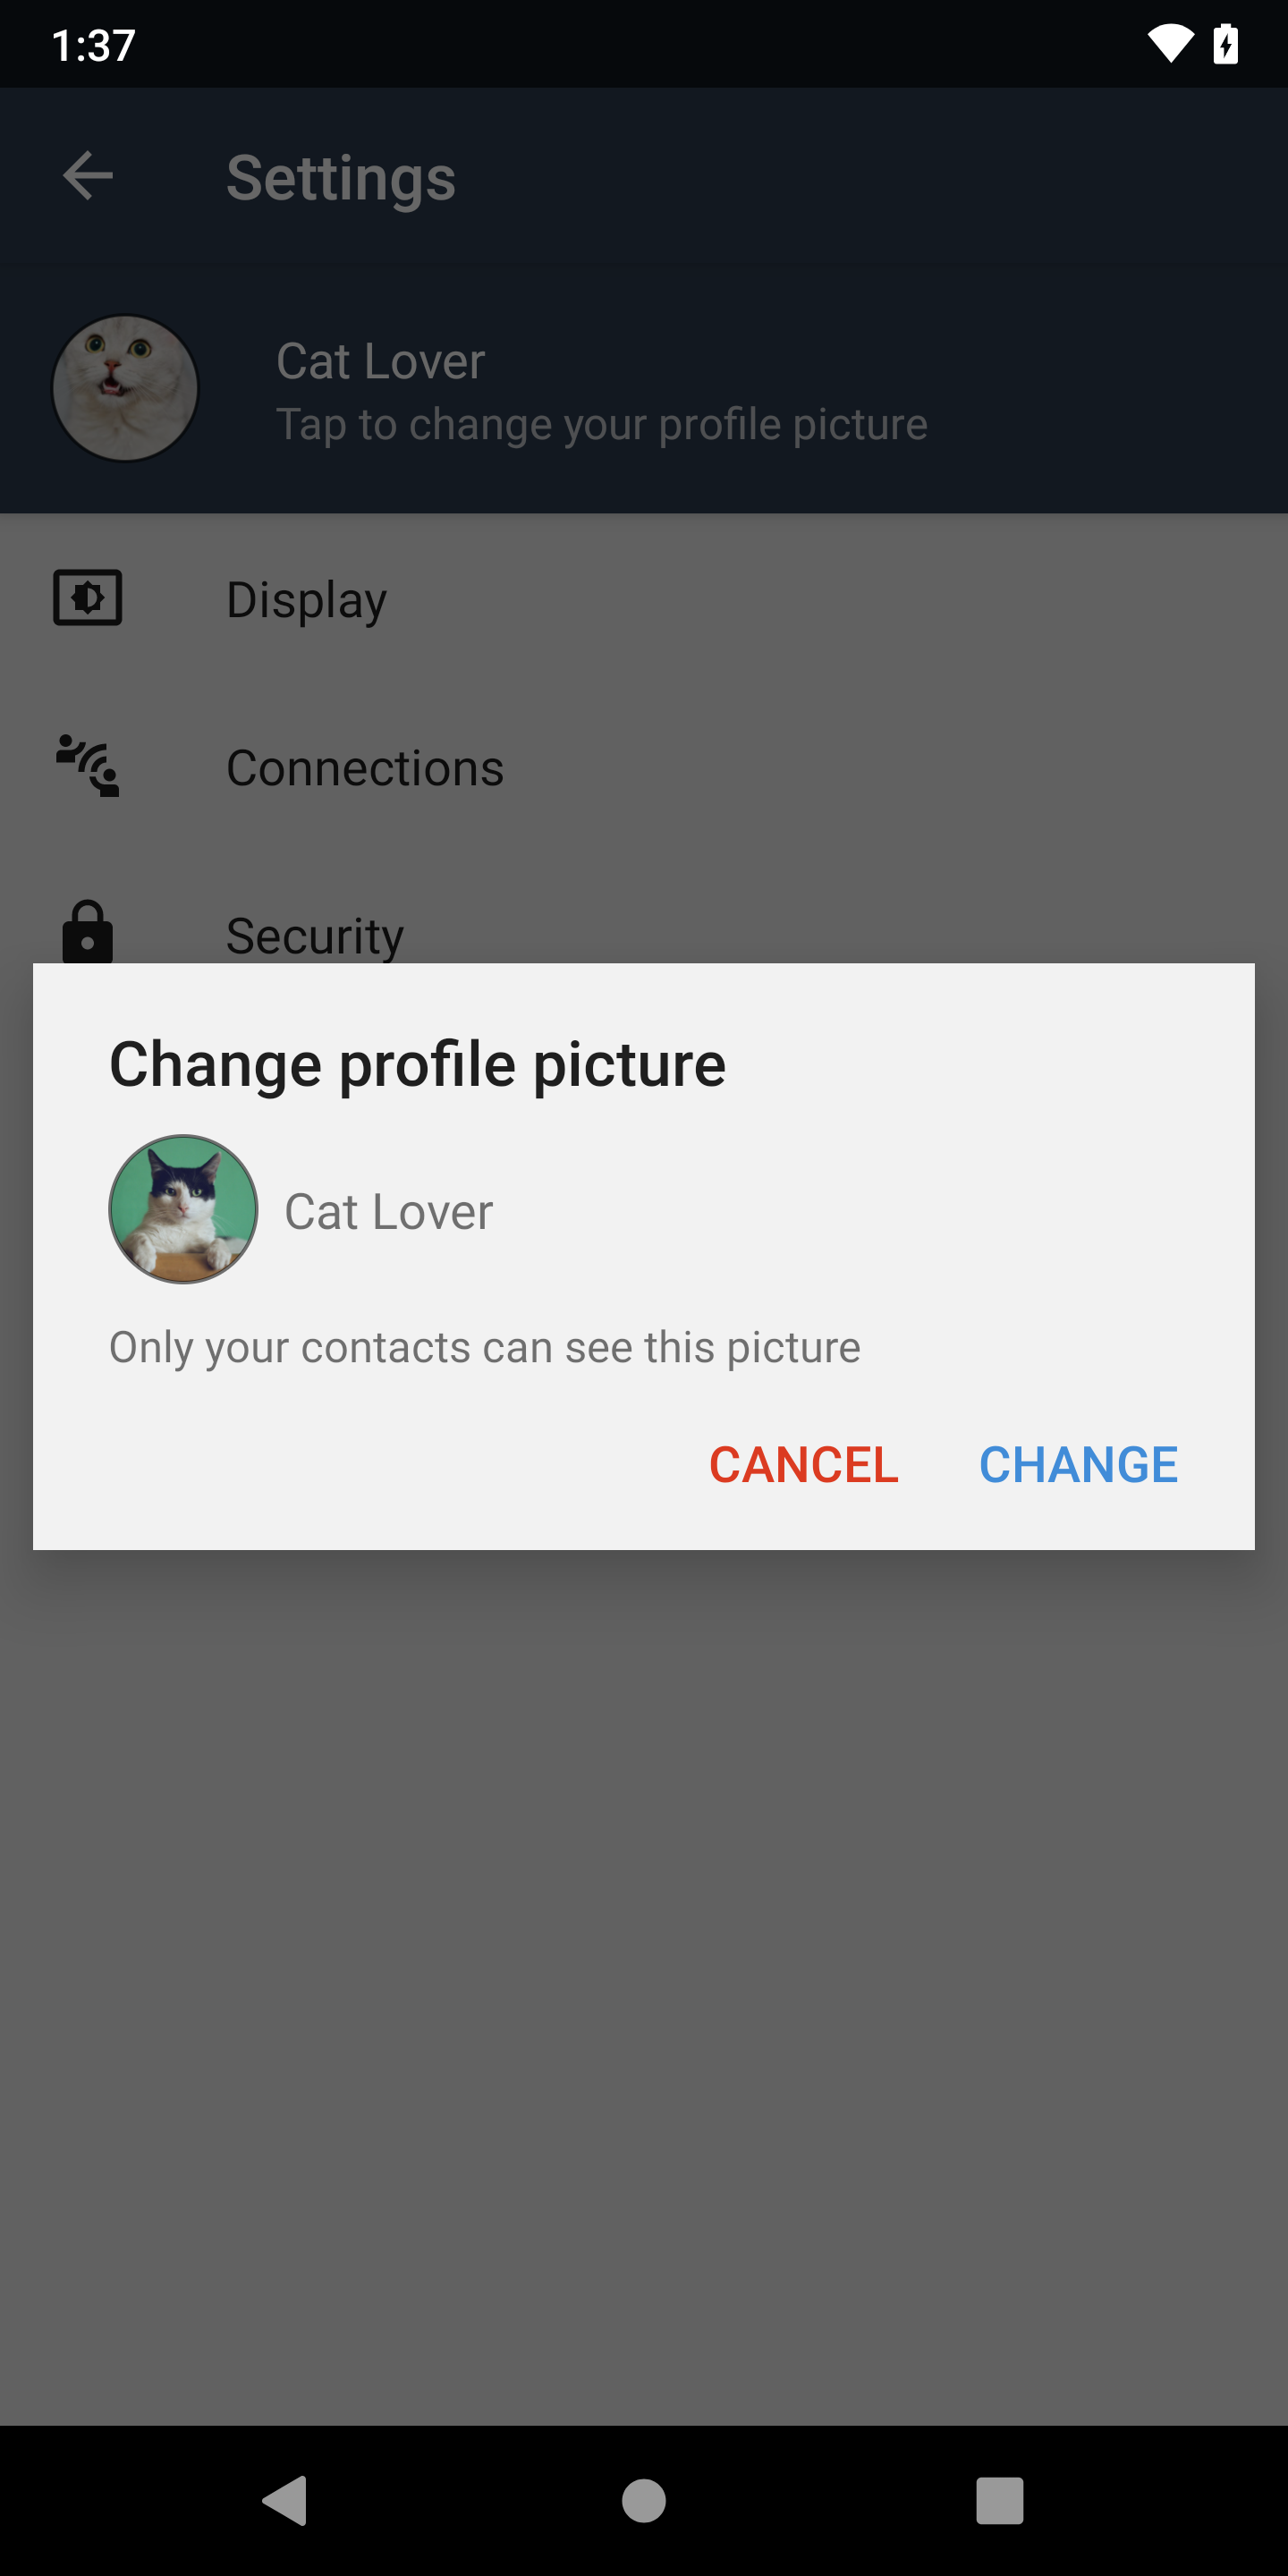 1:37
Settings
Cat Lover
Tap to change your profile picture
Display
Connections
Security
Change profile picture
Cat Lover
Only your contacts can see this picture
CANCEL CHANGE